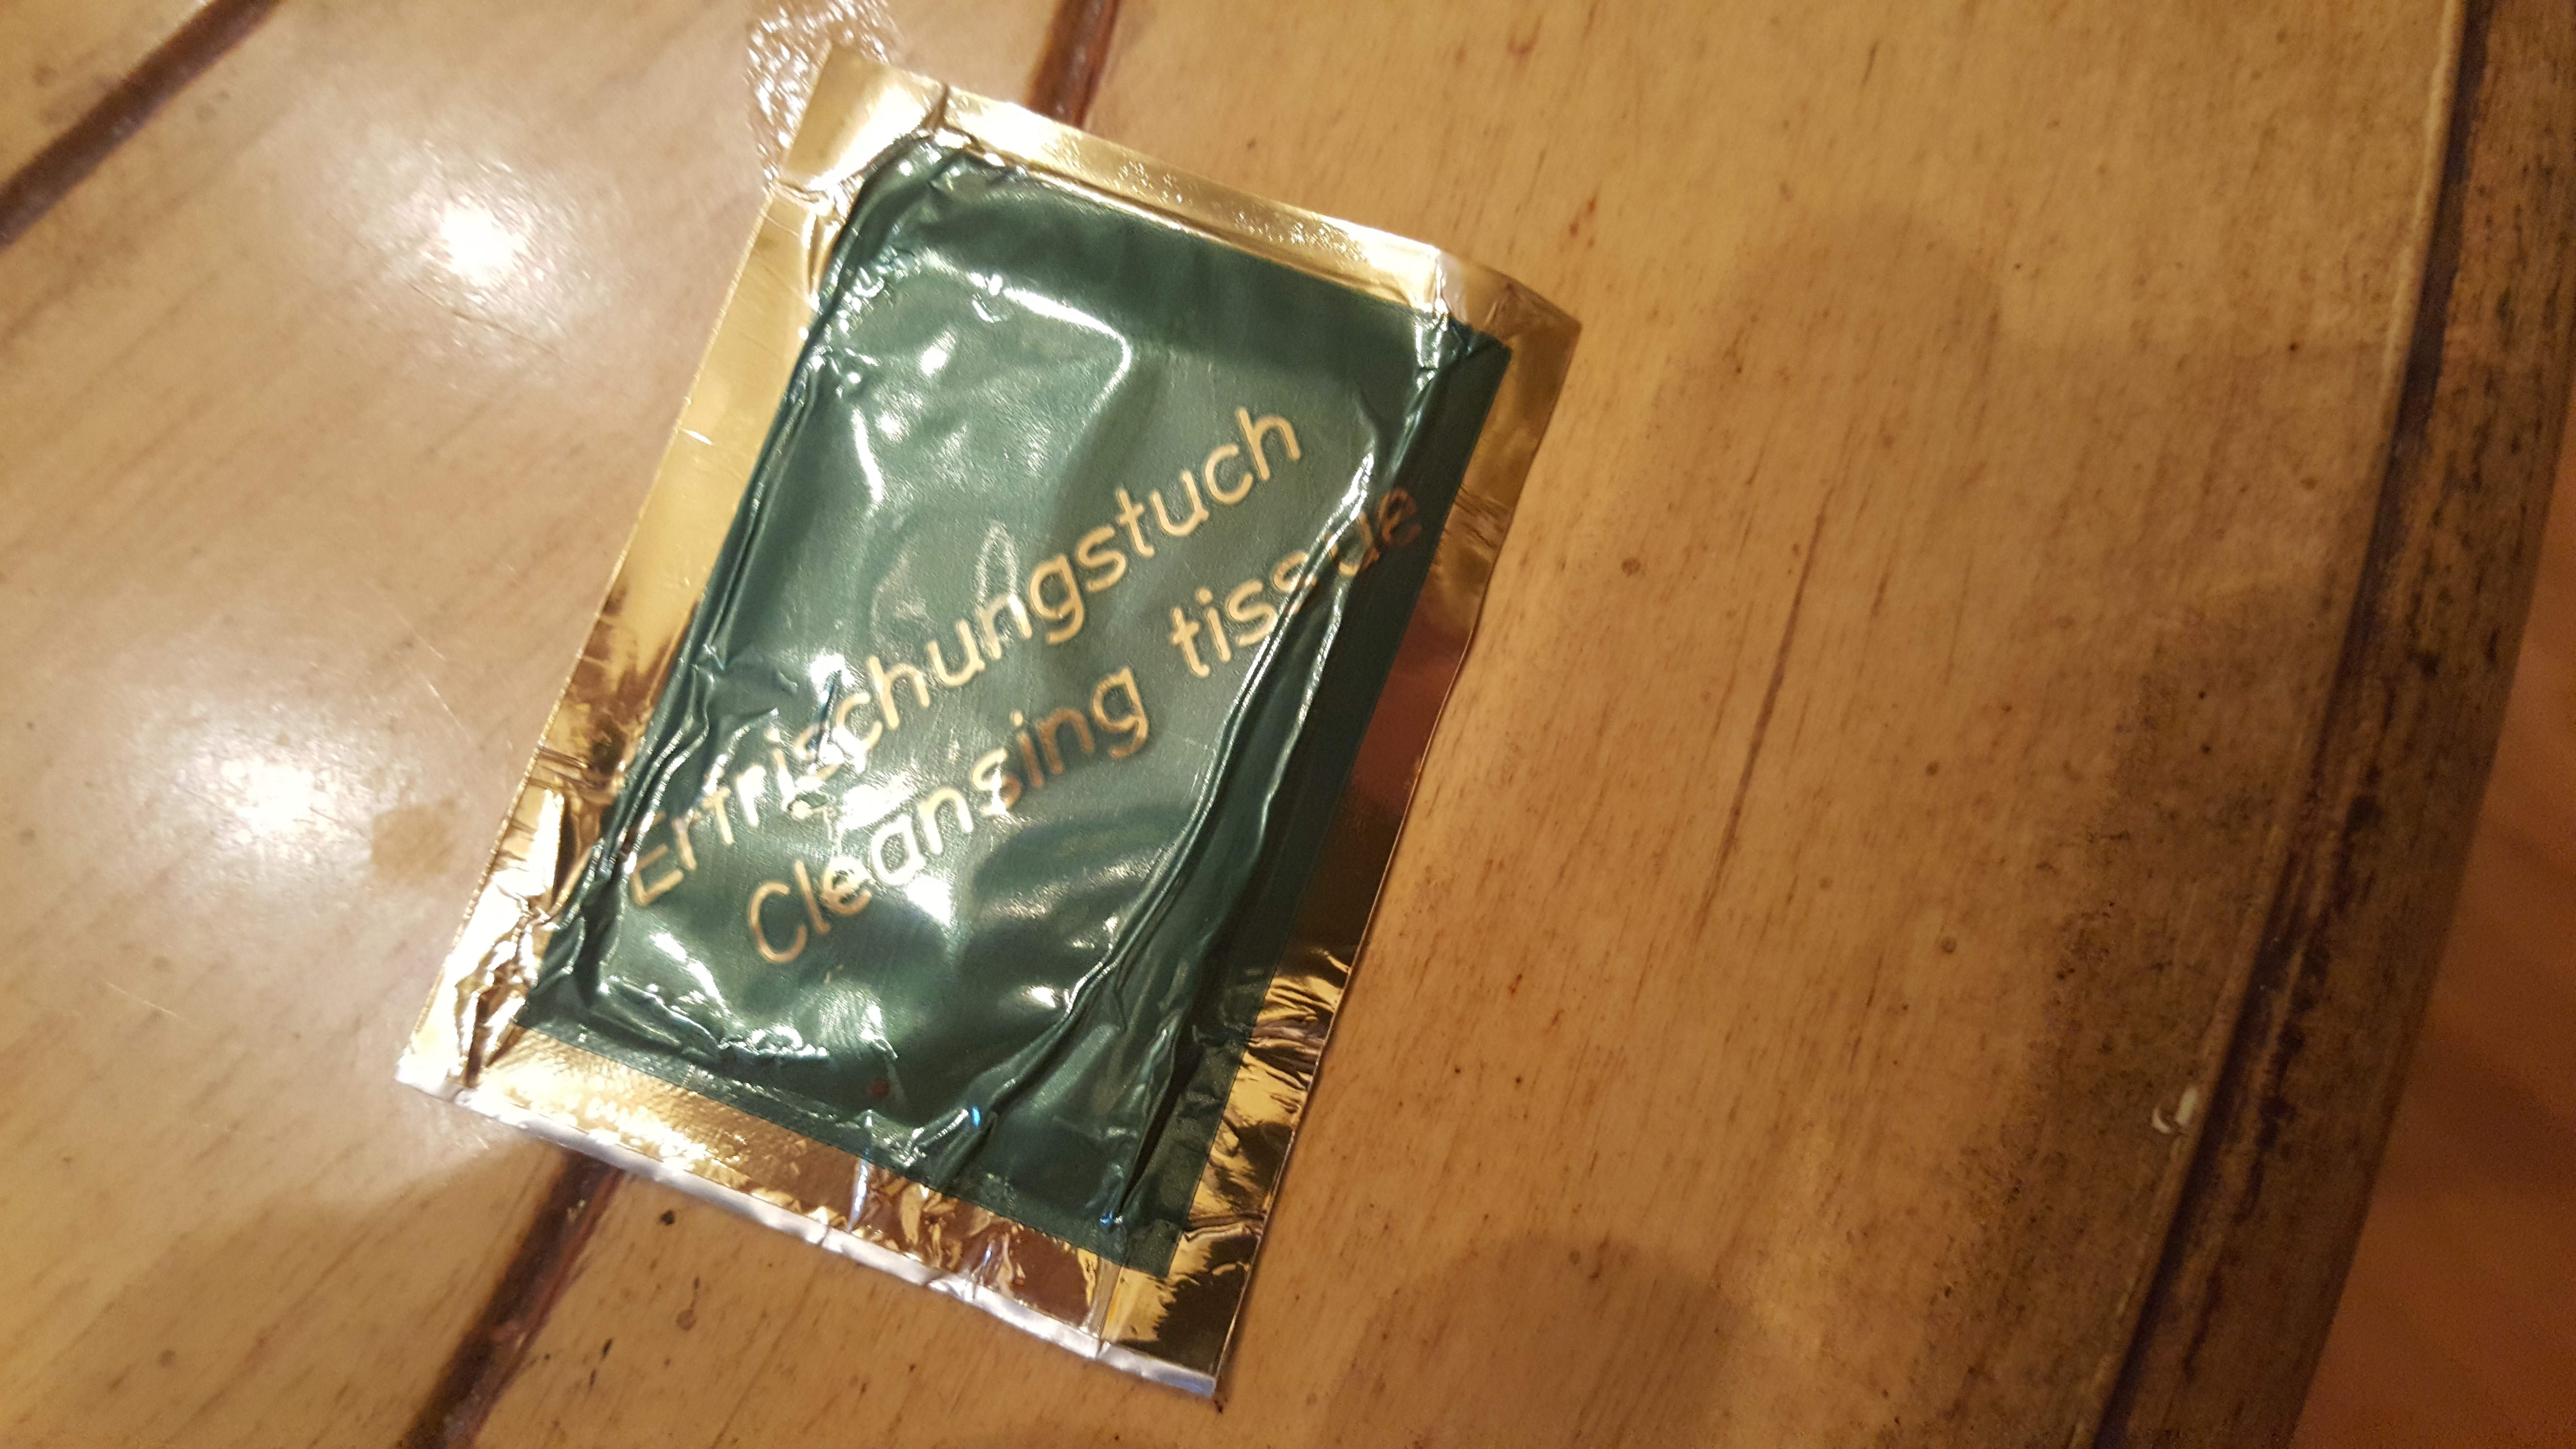 Erfrischungstuch
Cleansing tissue